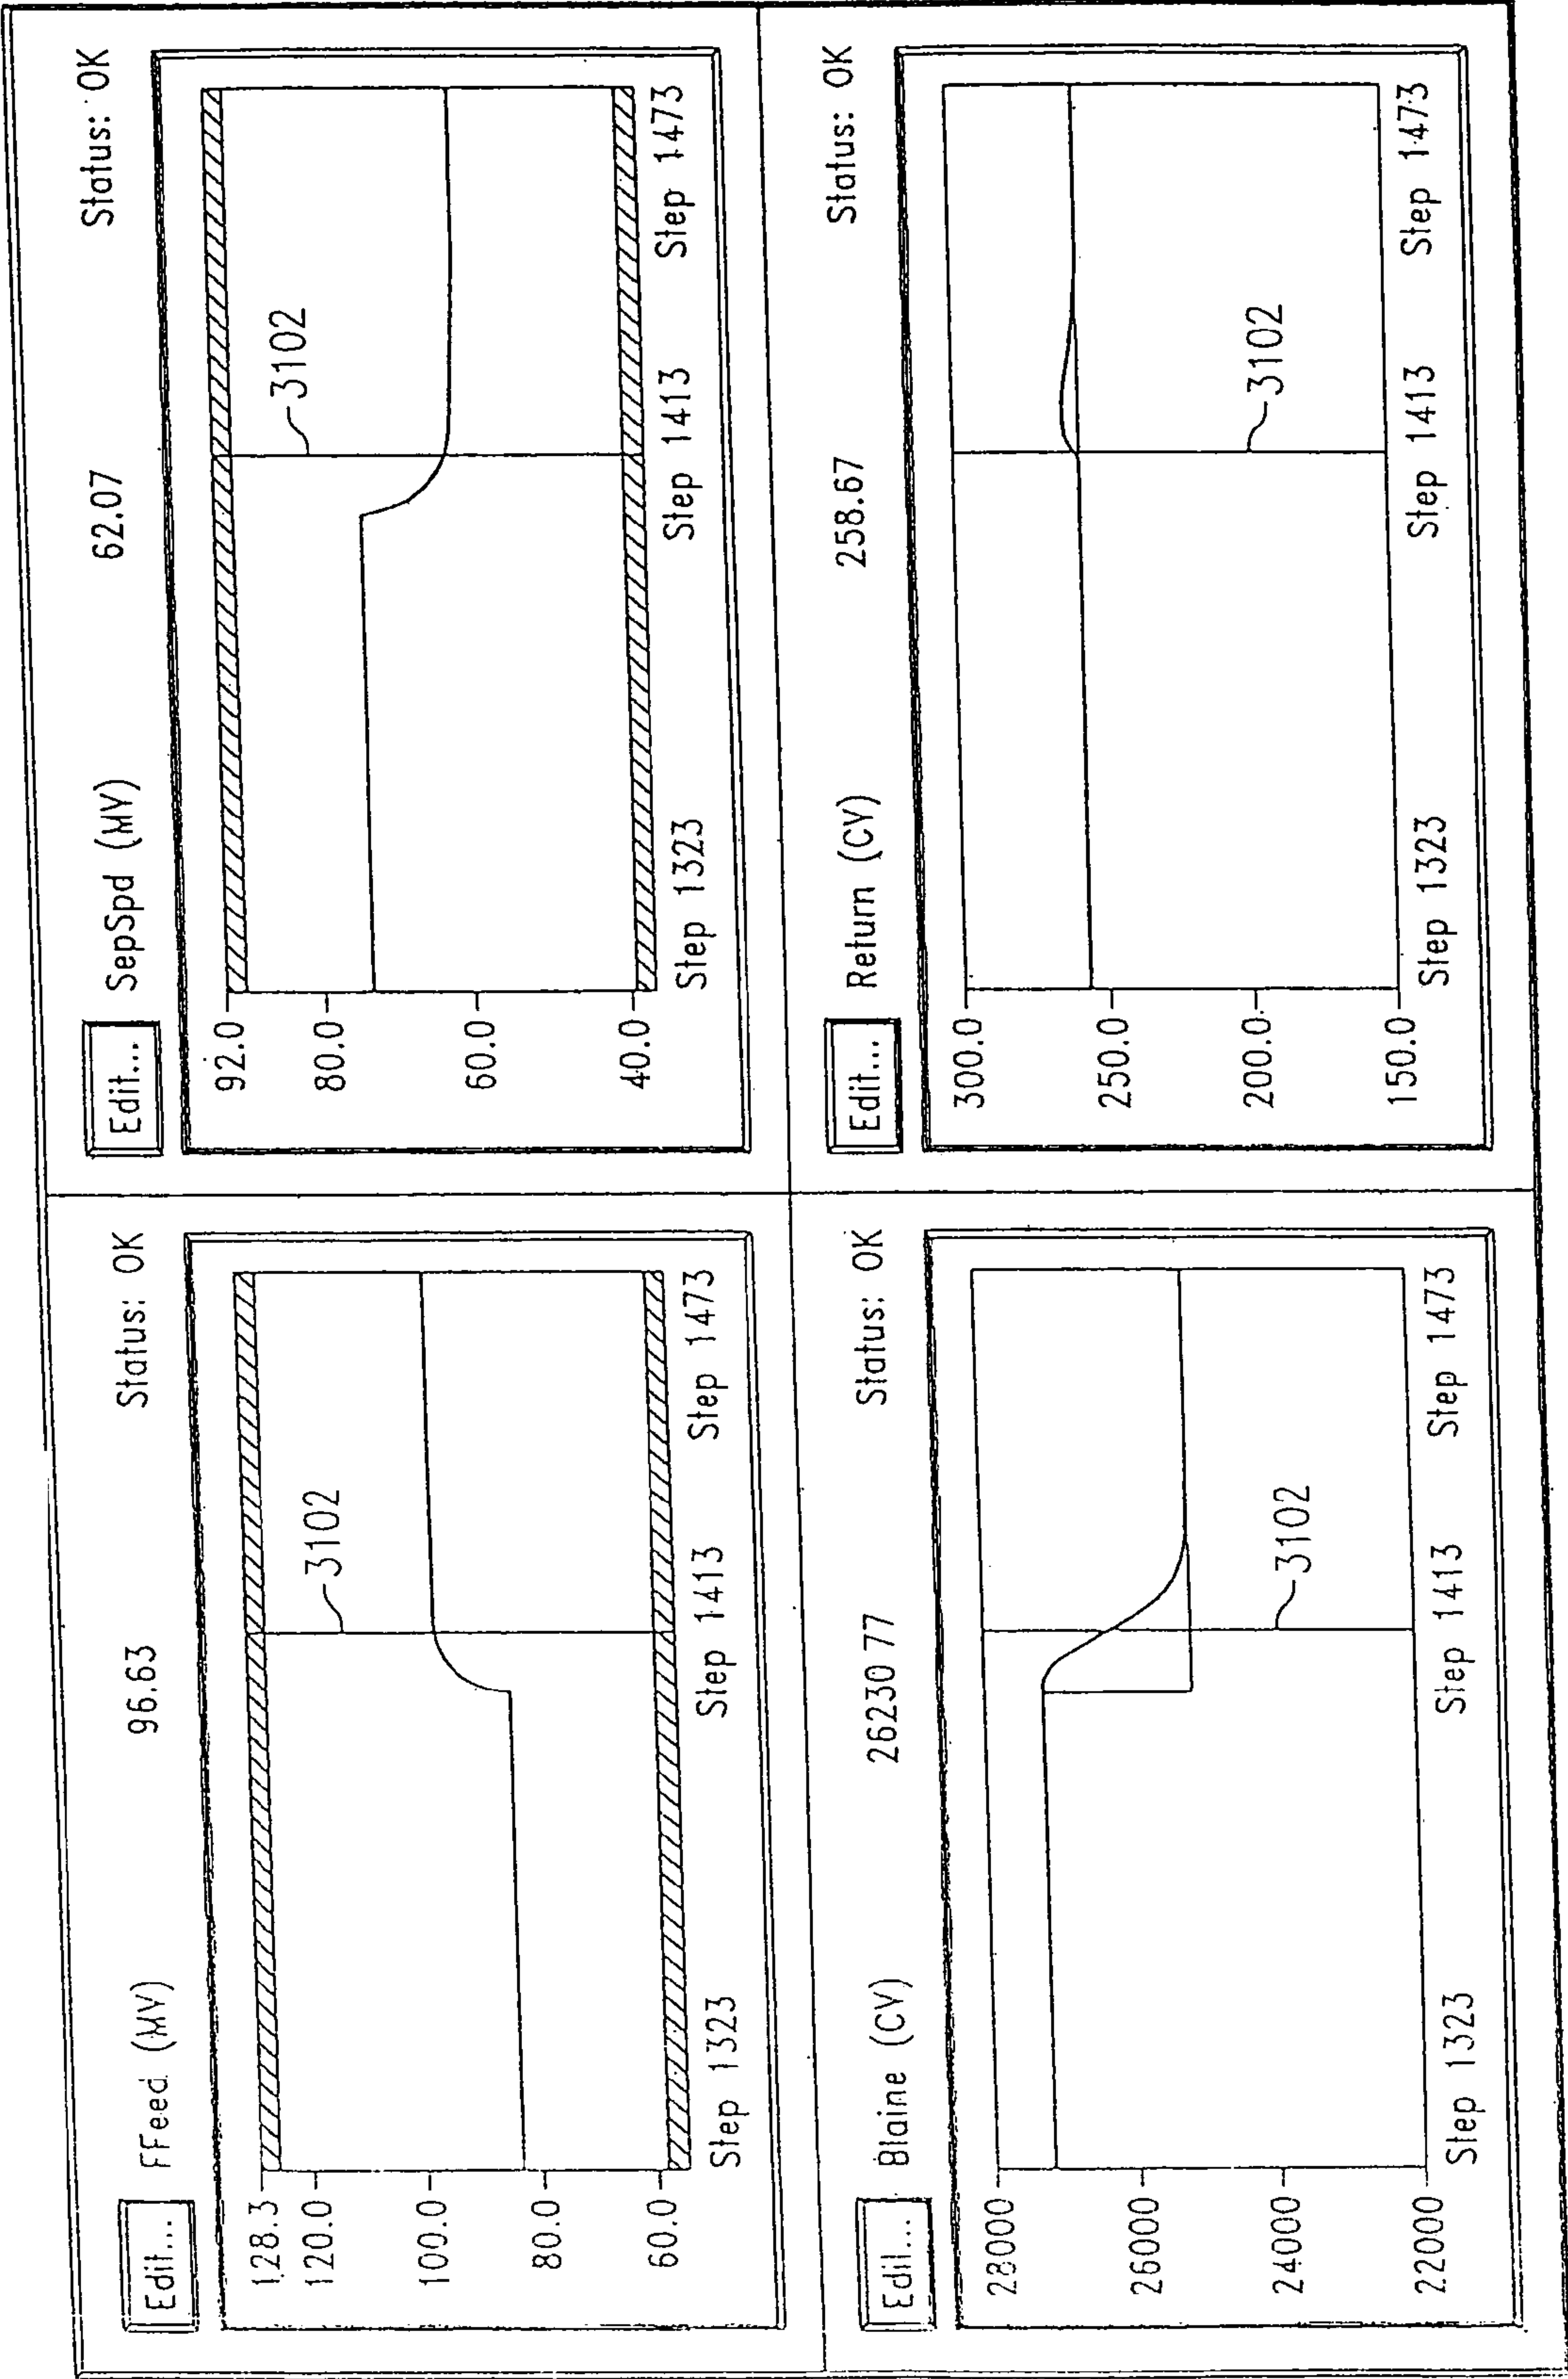 Edit... FFeed (MV) 96.63 Status: OK
128.3
120.0
100.0
80.0
60.0
3102
Step 1323 Step 1413 Step 1473
Edit... SepSpd (MV) 62.07 Status: OK
92.0
80.0
60.0
40.0
3102
Step 1323 Step 1413 Step 1473
Edit... Blaine (CV) 26230 77 Status: OK
28000
26000
24000
22000
3102
Step 1323 Step 1413 Step 1473
Edit... Return (CV) 258.67 Status: OK
300.0
250.0
200.0
150.0
3102
Step 1323 Step 1413 Step 1473